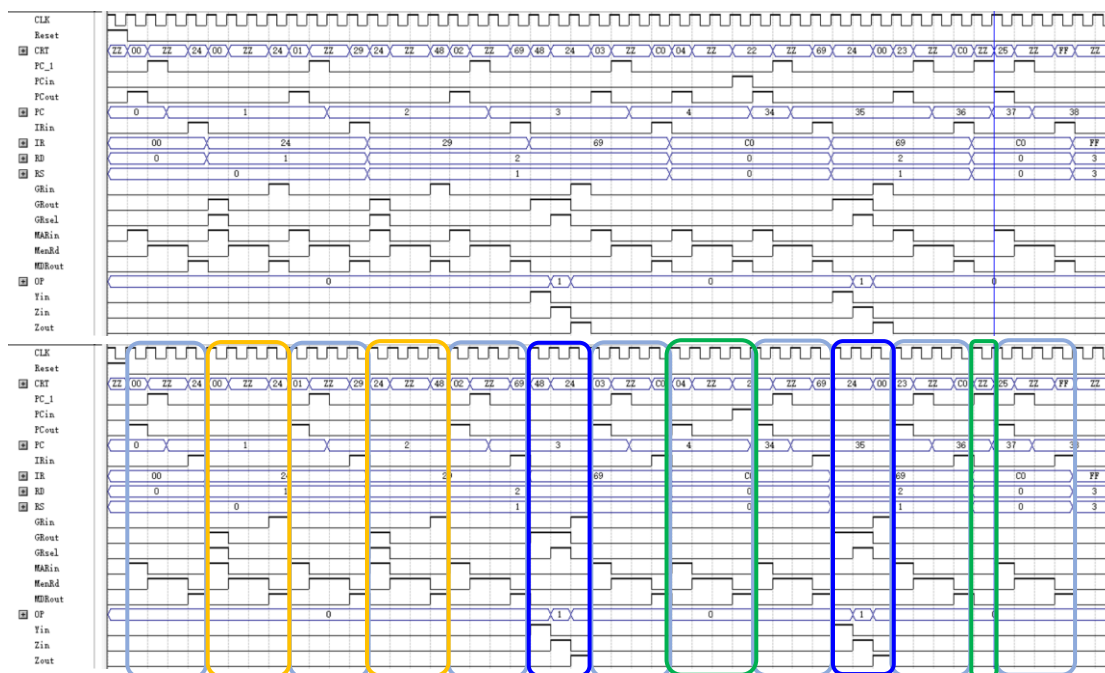 CLK
Reset
CRT ZZ 00 ZZ 24 00 ZZ 24 01 ZZ 29 24 ZZ 48 02 ZZ 69 48 24 03 ZZ C0 04 ZZ 22 ZZ 69 24 00 23 ZZ C0 ZZ 25 ZZ FF ZZ
PC_1
PCin
PCout
PC 0 1 2 3 4 34 35 36 37 38
IRin
IR 00 24 29 69 C0 69 C0 FF
RD 0 1 2 0 2 0 3
RS 0 1 0 1 0 3
GRin
GRout
GRsel
MARin
MenRd
MDRout
OP 0 1 0 1 0
Yin
Zin
Zout
CLK
Reset
CRT ZZ 00 ZZ 24 00 ZZ 24 01 ZZ 29 24 ZZ 48 02 ZZ 69 48 24 03 ZZ C0 04 ZZ ZZ 69 24 00 23 ZZ C0 ZZ 25 ZZ FF ZZ
PC_1
PCin
PCout
PC 0 1 2 3 4 34 35 36 37
IRin
IR 00 69 69 C0 FF
RD 0 1 2 0 2 0 3
RS 0 1 0 1 0 3
GRin
GRout
GRsel
MARin
MenRd
MDRout
OP 0 1 0 1
Yin
Zin
Zout